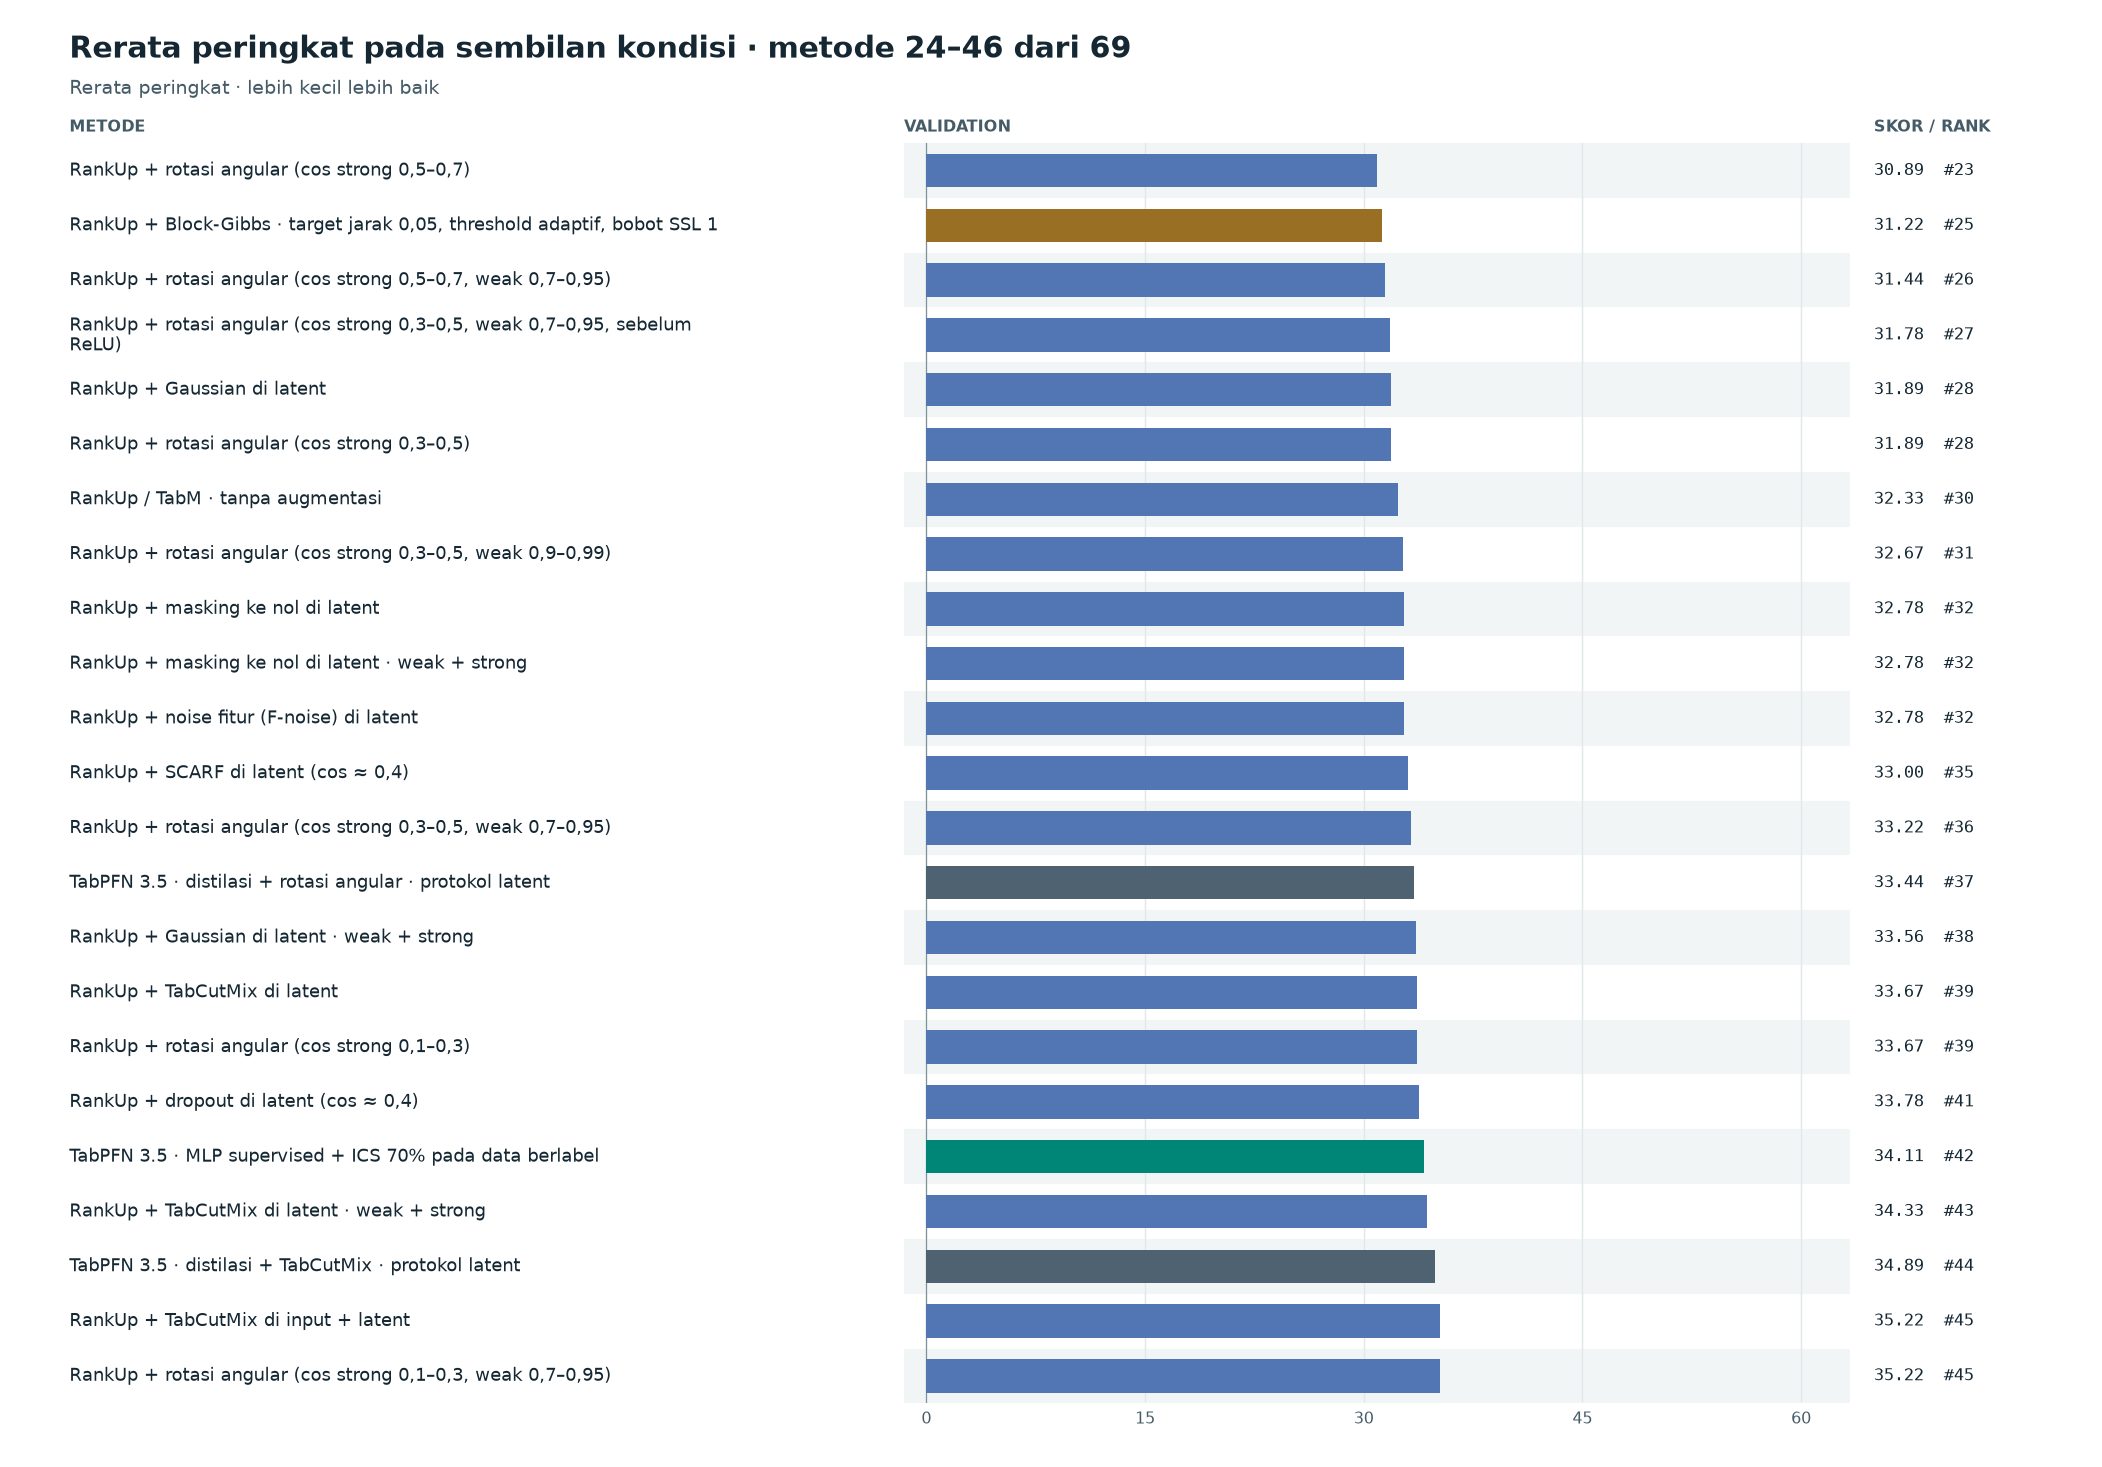 Rerata peringkat pada sembilan kondisi · metode 24–46 dari 69
Rerata peringkat · lebih kecil lebih baik
METODE VALIDATION SKOR / RANK
RankUp + rotasi angular (cos strong 0,5–0,7) 30.89 #23
RankUp + Block-Gibbs · target jarak 0,05, threshold adaptif, bobot SSL 1 31.22 #25
RankUp + rotasi angular (cos strong 0,5–0,7, weak 0,7–0,95) 31.44 #26
RankUp + rotasi angular (cos strong 0,3–0,5, weak 0,7–0,95, sebelum
ReLU) 31.78 #27
RankUp + Gaussian di latent 31.89 #28
RankUp + rotasi angular (cos strong 0,3–0,5) 31.89 #28
RankUp / TabM · tanpa augmentasi 32.33 #30
RankUp + rotasi angular (cos strong 0,3–0,5, weak 0,9–0,99) 32.67 #31
RankUp + masking ke nol di latent 32.78 #32
RankUp + masking ke nol di latent · weak + strong 32.78 #32
RankUp + noise fitur (F-noise) di latent 32.78 #32
RankUp + SCARF di latent (cos ≈ 0,4) 33.00 #35
RankUp + rotasi angular (cos strong 0,3–0,5, weak 0,7–0,95) 33.22 #36
TabPFN 3.5 · distilasi + rotasi angular · protokol latent 33.44 #37
RankUp + Gaussian di latent · weak + strong 33.56 #38
RankUp + TabCutMix di latent 33.67 #39
RankUp + rotasi angular (cos strong 0,1–0,3) 33.67 #39
RankUp + dropout di latent (cos ≈ 0,4) 33.78 #41
TabPFN 3.5 · MLP supervised + ICS 70% pada data berlabel 34.11 #42
RankUp + TabCutMix di latent · weak + strong 34.33 #43
TabPFN 3.5 · distilasi + TabCutMix · protokol latent 34.89 #44
RankUp + TabCutMix di input + latent 35.22 #45
RankUp + rotasi angular (cos strong 0,1–0,3, weak 0,7–0,95) 35.22 #45
0 15 30 45 60